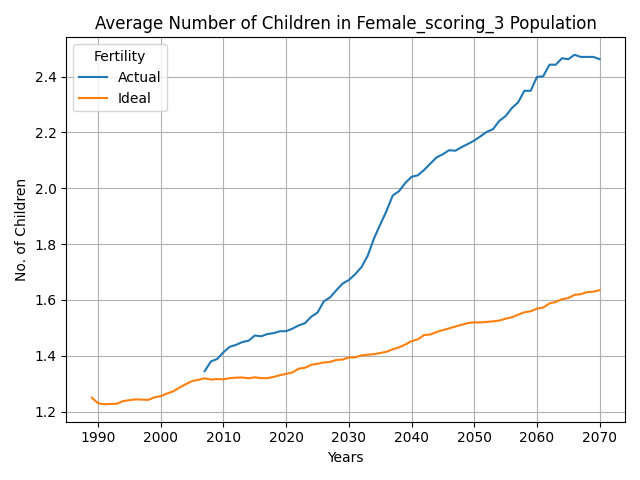 Average Number of Children in Female_scoring_3 Population
Fertility
Actual
Ideal
No. of Children
2.4
2.2
2.0
1.8
1.6
1.4
1.2
1990 2000 2010 2020 2030 2040 2050 2060 2070
Years